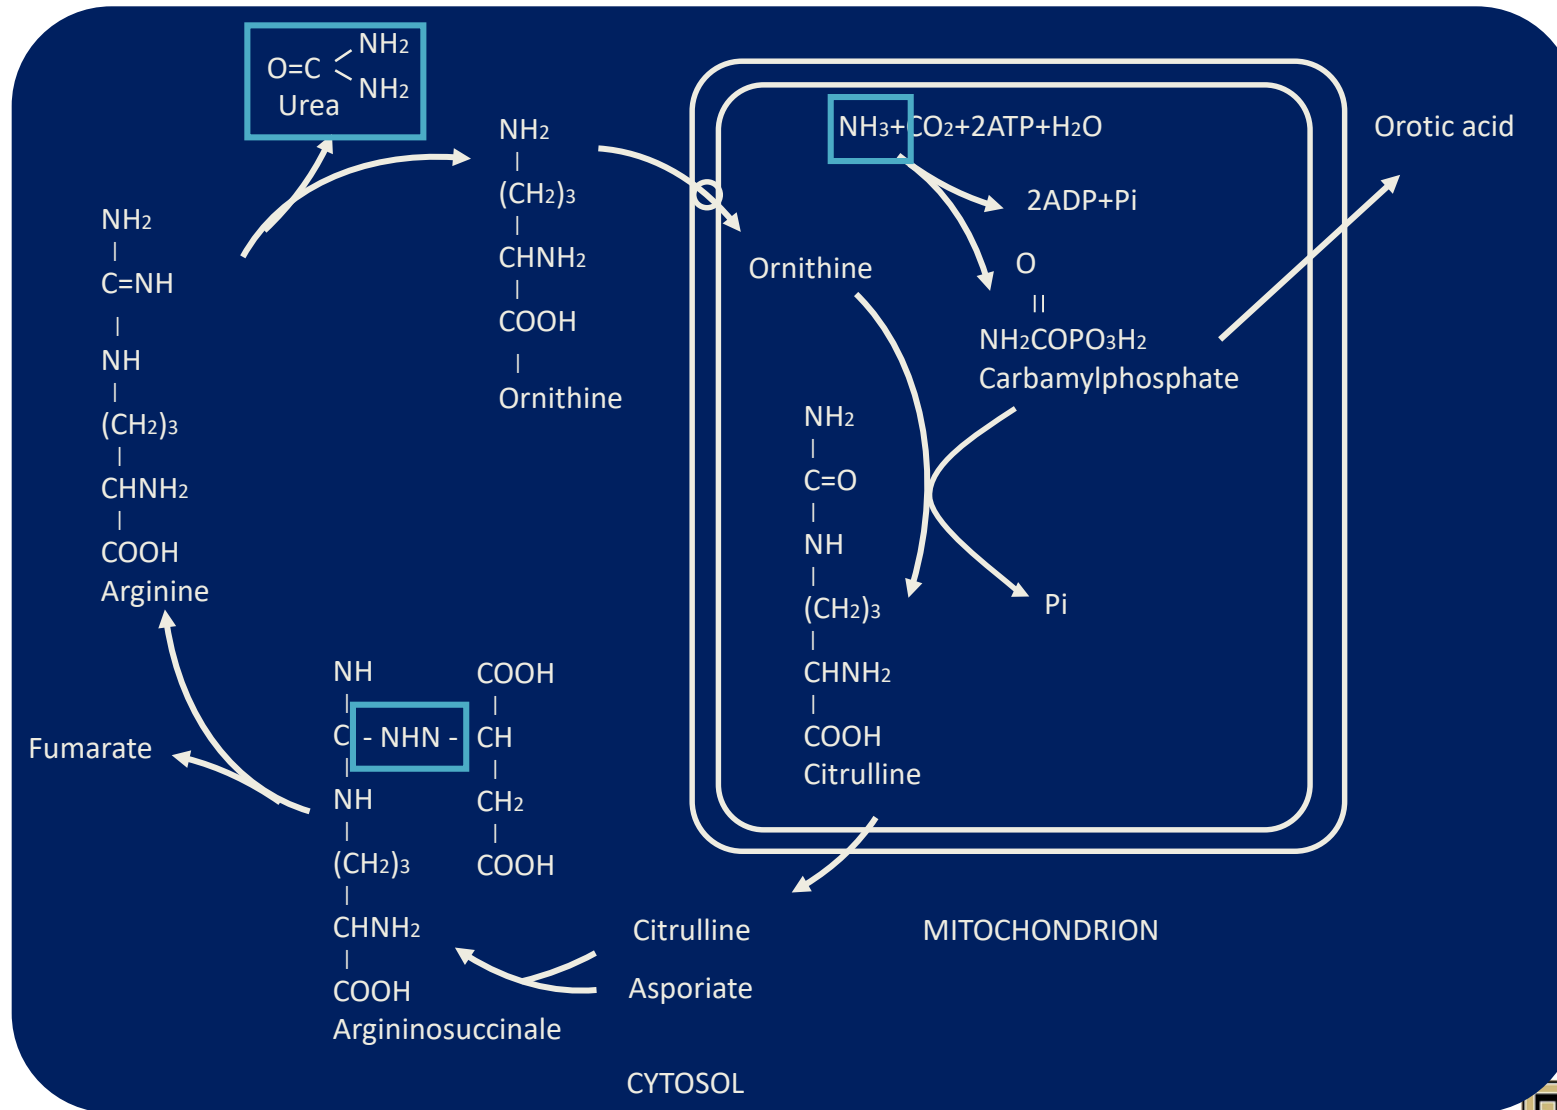 O=C
NH2
NH2
Urea
NH2
|
(CH2)3
|
CHNH2
|
COOH
|
Ornithine
NH3+CO2+2ATP+H2O
2ADP+Pi
Orotic acid
Ornithine
O
||
NH2COPO3H2
Carbamylphosphate
NH2
|
C=O
|
NH
|
(CH2)3
|
CHNH2
|
COOH
Citrulline
Pi
NH2
|
C=NH
|
NH
|
(CH2)3
|
CHNH2
|
COOH
Arginine
Fumarate
NH COOH
| |
C - NHN - CH
| |
NH CH2
| |
(CH2)3 COOH
|
CHNH2
|
COOH
Argininosuccinale
Citrulline
Asporiate
MITOCHONDRION
CYTOSOL